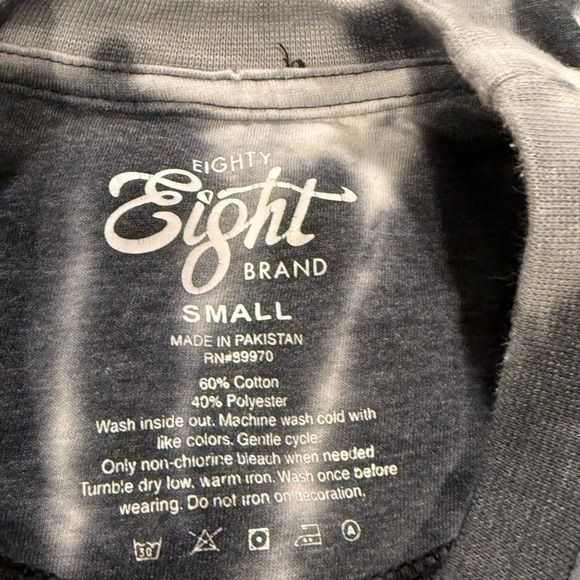 EIGHTY
Eight
BRAND
SMALL
MADE IN PAKISTAN
RN#89970
60% Cotton
40% Polyester
Wash inside out. Machine wash cold with
like colors. Gentle cycle.
Only non-chlorine bleach when needed
Tumble dry low, warm iron. Wash once before
wearing. Do not iron on decoration.
30 A